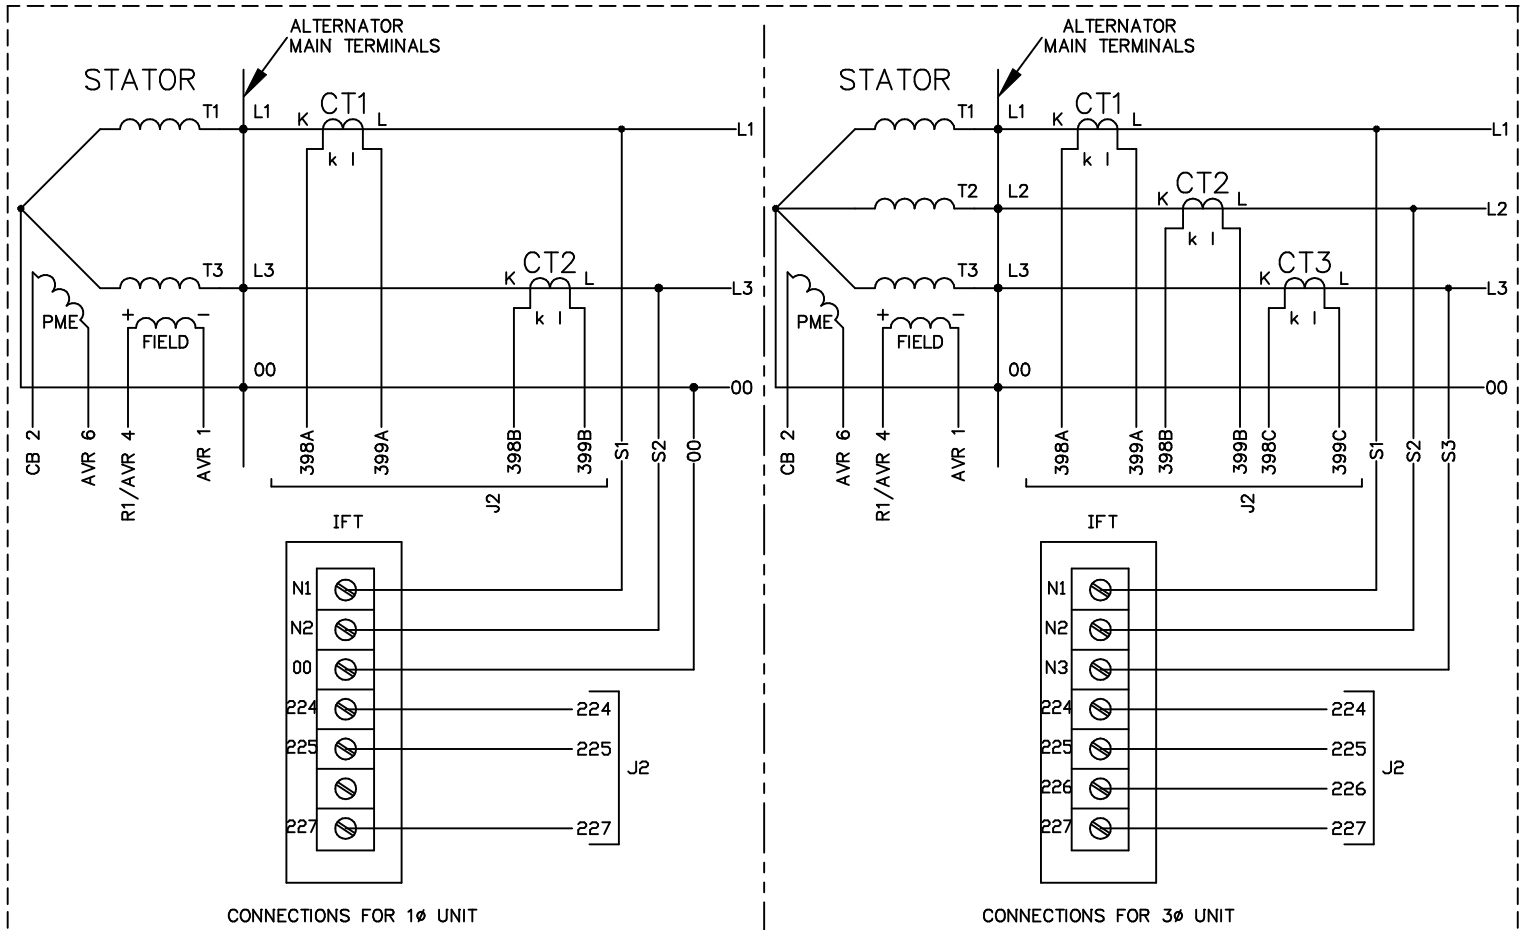 ALTERNATOR
MAIN TERMINALS
STATOR
T1
L1
K
CT1
L
k l
L1
T3
L3
K
CT2
L
k l
L3
PME
+
−
FIELD
00
00
CB 2
AVR 6
R1/AVR 4
AVR 1
398A
399A
398B
399B
S1
S2
00
J2
IFT
N1
N2
00
224
224
225
225
J2
227
227
CONNECTIONS FOR 1ø UNIT
ALTERNATOR
MAIN TERMINALS
STATOR
T1
L1
K
CT1
L
k l
L1
T2
L2
K
CT2
L
k l
L2
T3
L3
K
CT3
L
k l
L3
PME
+
−
FIELD
00
00
CB 2
AVR 6
R1/AVR 4
AVR 1
398A
399A
398B
399B
398C
399C
S1
S2
S3
J2
IFT
N1
N2
N3
224
224
225
225
J2
226
226
227
227
CONNECTIONS FOR 3ø UNIT